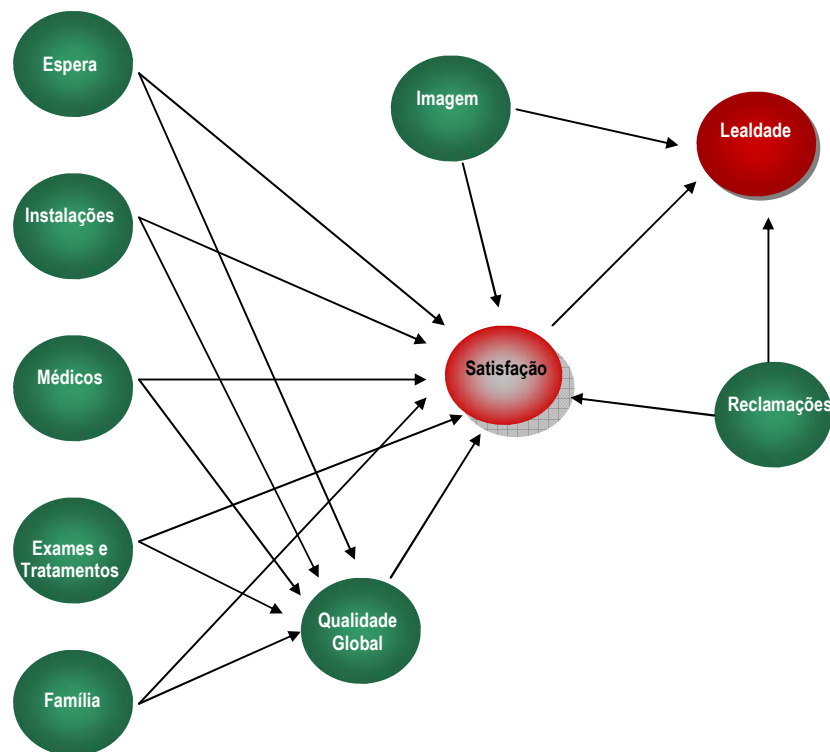 Espera
Imagem
Lealdade
Instalações
Médicos
Satisfação
Reclamações
Exames e
Tratamentos
Qualidade
Global
Família